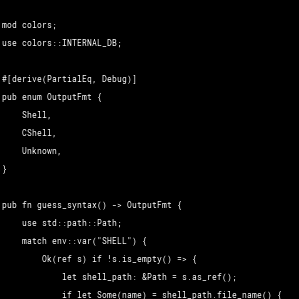 mod colors;
use colors::INTERNAL_DB;

#[derive(PartialEq, Debug)]
pub enum OutputFmt {
    Shell,
    CShell,
    Unknown,
}

pub fn guess_syntax() -> OutputFmt {
    use std::path::Path;
    match env::var("SHELL") {
        Ok(ref s) if !s.is_empty() => {
            let shell_path: &Path = s.as_ref();
            if let Some(name) = shell_path.file_name() {